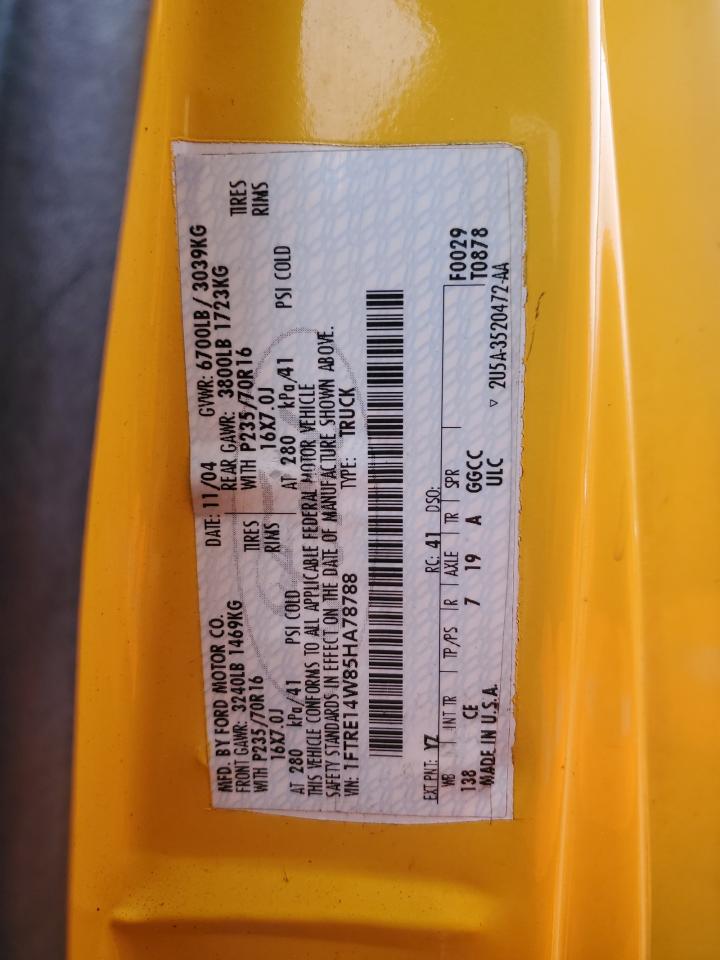 MFD. BY FORD MOTOR CO. DATE: 11/04 GVWR: 6700LB / 3039KG
FRONT GAWR: 3240LB 1469KG REAR GAWR: 3800LB 1723KG
WITH P235/70R16 TIRES WITH P235/70R16 TIRES
16X7.0J RIMS 16X7.0J RIMS
AT 280 kPa/41 PSI COLD AT 280 kPa/41 PSI COLD
THIS VEHICLE CONFORMS TO ALL APPLICABLE FEDERAL MOTOR VEHICLE
SAFETY STANDARDS IN EFFECT ON THE DATE OF MANUFACTURE SHOWN ABOVE.
VIN: 1FTRE14W85HA78788 TYPE: TRUCK
EXT PNT: YZ RC: 41 DSO: F0029
WB INT TR TP/PS R AXLE TR SPR T0878
138 CE 7 19 A GGCC
MADE IN U.S.A. ULC ▽ 2U5A-3520472-AA